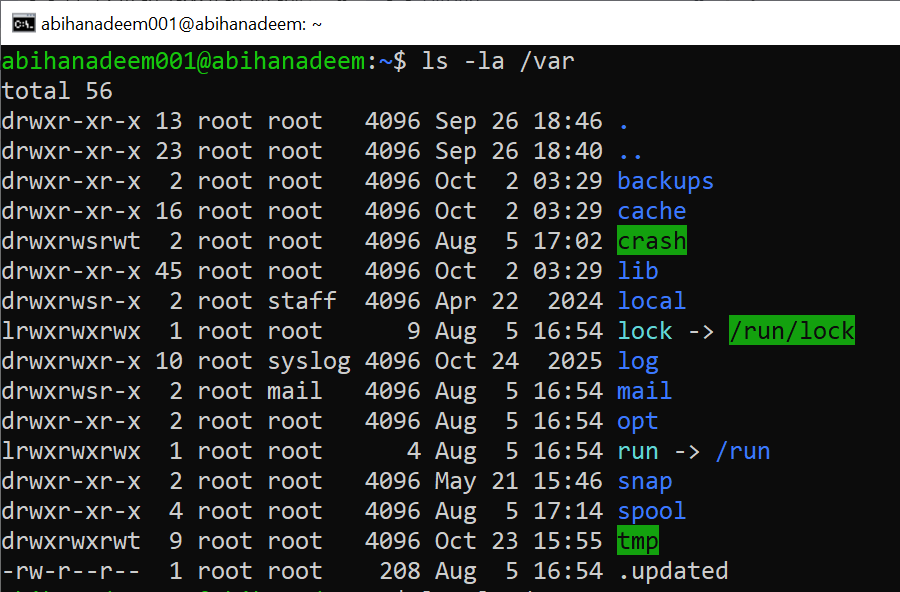 abihanadeem001@abihanadeem: ~
abihanadeem001@abihanadeem:~$ ls -la /var
total 56
drwxr-xr-x 13 root root   4096 Sep 26 18:46 .
drwxr-xr-x 23 root root   4096 Sep 26 18:40 ..
drwxr-xr-x  2 root root   4096 Oct  2 03:29 backups
drwxr-xr-x 16 root root   4096 Oct  2 03:29 cache
drwxrwsrwt  2 root root   4096 Aug  5 17:02 crash
drwxr-xr-x 45 root root   4096 Oct  2 03:29 lib
drwxrwsr-x  2 root staff  4096 Apr 22  2024 local
lrwxrwxrwx  1 root root      9 Aug  5 16:54 lock -> /run/lock
drwxrwxr-x 10 root syslog 4096 Oct 24  2025 log
drwxrwsr-x  2 root mail   4096 Aug  5 16:54 mail
drwxr-xr-x  2 root root   4096 Aug  5 16:54 opt
lrwxrwxrwx  1 root root      4 Aug  5 16:54 run -> /run
drwxr-xr-x  2 root root   4096 May 21 15:46 snap
drwxr-xr-x  4 root root   4096 Aug  5 17:14 spool
drwxrwxrwt  9 root root   4096 Oct 23 15:55 tmp
-rw-r--r--  1 root root    208 Aug  5 16:54 .updated